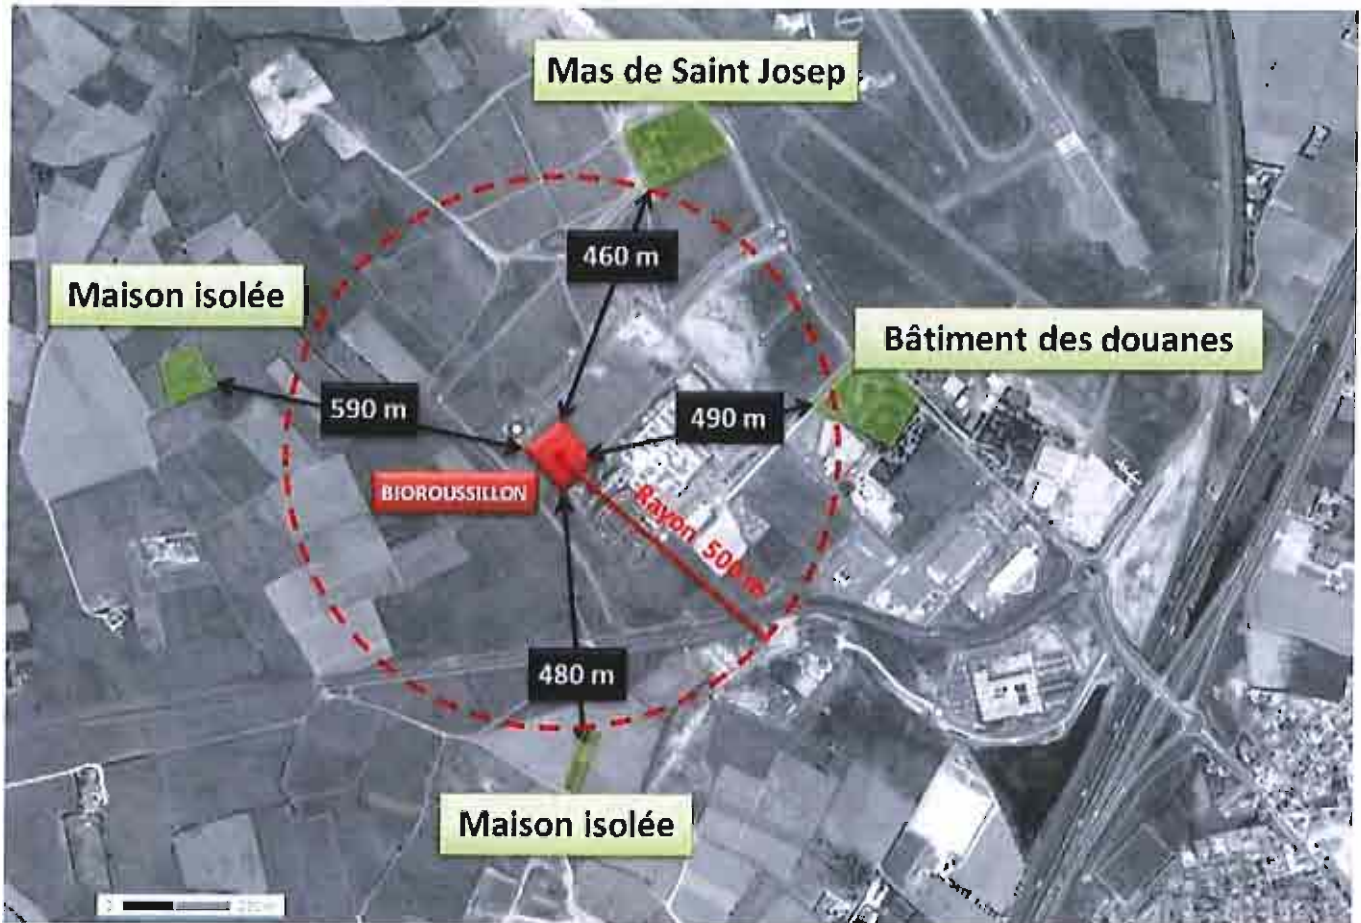 Mas de Saint Josep
460 m
Maison isolée
Bâtiment des douanes
590 m
490 m
BIOROUSSILLON
Rayon 500 m
480 m
Maison isolée